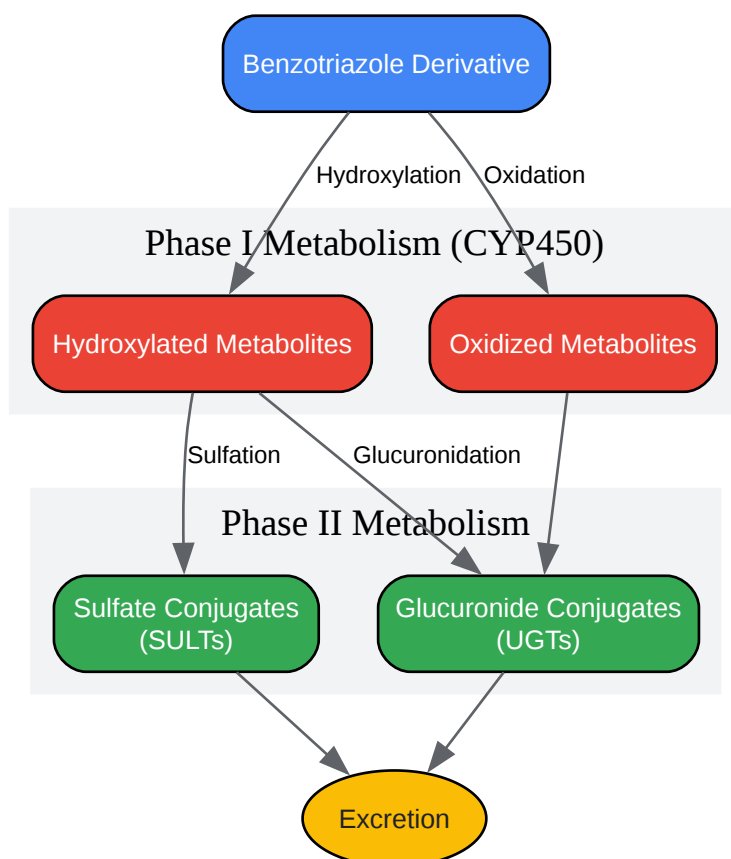 Benzotriazole Derivative
Hydroxylation
Oxidation
Phase I Metabolism (CYP450)
Hydroxylated Metabolites
Oxidized Metabolites
Sulfation
Glucuronidation
Phase II Metabolism
Sulfate Conjugates
(SULTs)
Glucuronide Conjugates
(UGTs)
Excretion